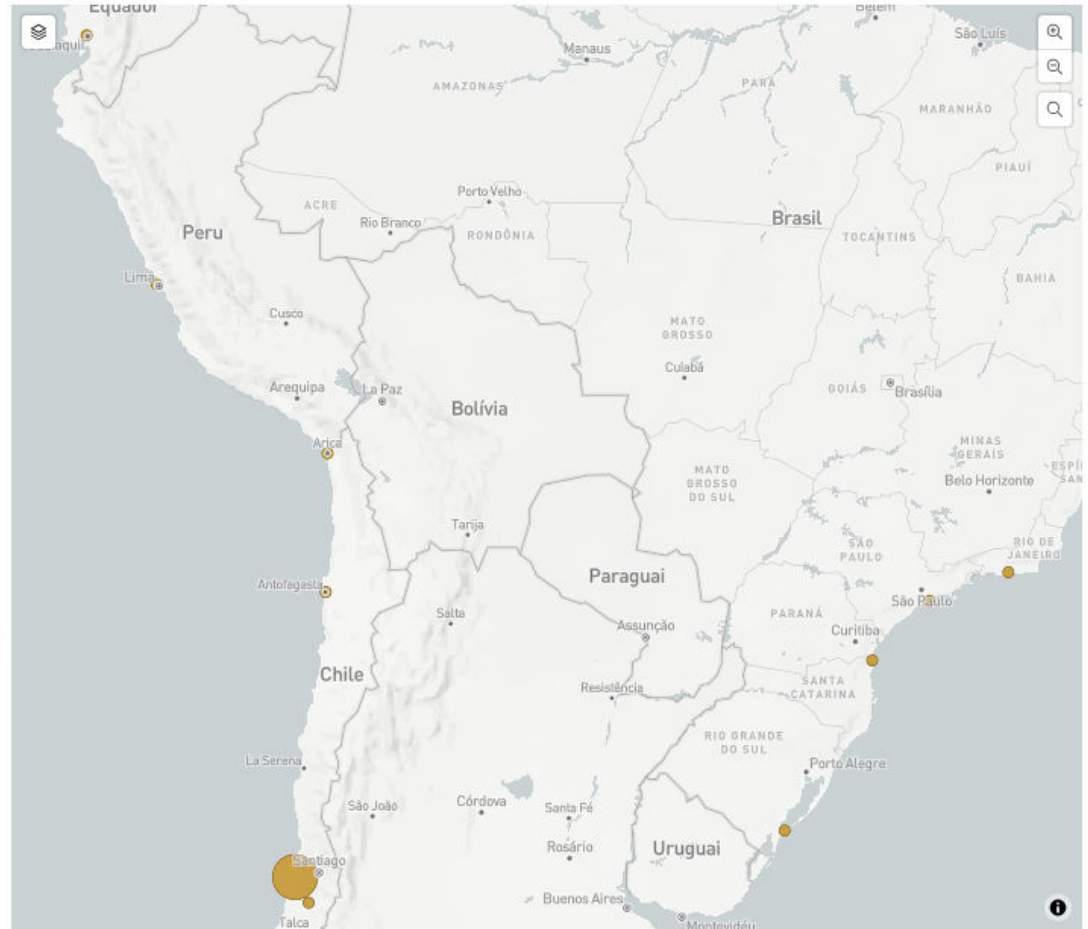 Equador
Belém
São Luís
Manaus
AMAZONAS
PARÁ
MARANHÃO
PIAUÍ
Porto Velho
ACRE
Rio Branco
RONDÔNIA
Peru
Brasil
TOCANTINS
BAHIA
Lima
Cusco
MATO
GROSSO
Cuiabá
Arequipa
La Paz
Bolívia
GOIÁS
Brasília
Arica
MINAS
GERAIS
Belo Horizonte
MATO
GROSSO
DO SUL
Tarija
SÃO
PAULO
RIO DE
JANEIRO
Antofagasta
Paraguai
São Paulo
Salta
Assunção
PARANÁ
Curitiba
Chile
Resistência
SANTA
CATARINA
RIO GRANDE
DO SUL
La Serena
Porto Alegre
São João
Córdova
Santa Fé
Santiago
Rosário
Uruguai
Buenos Aires
Talca
Montevidéu